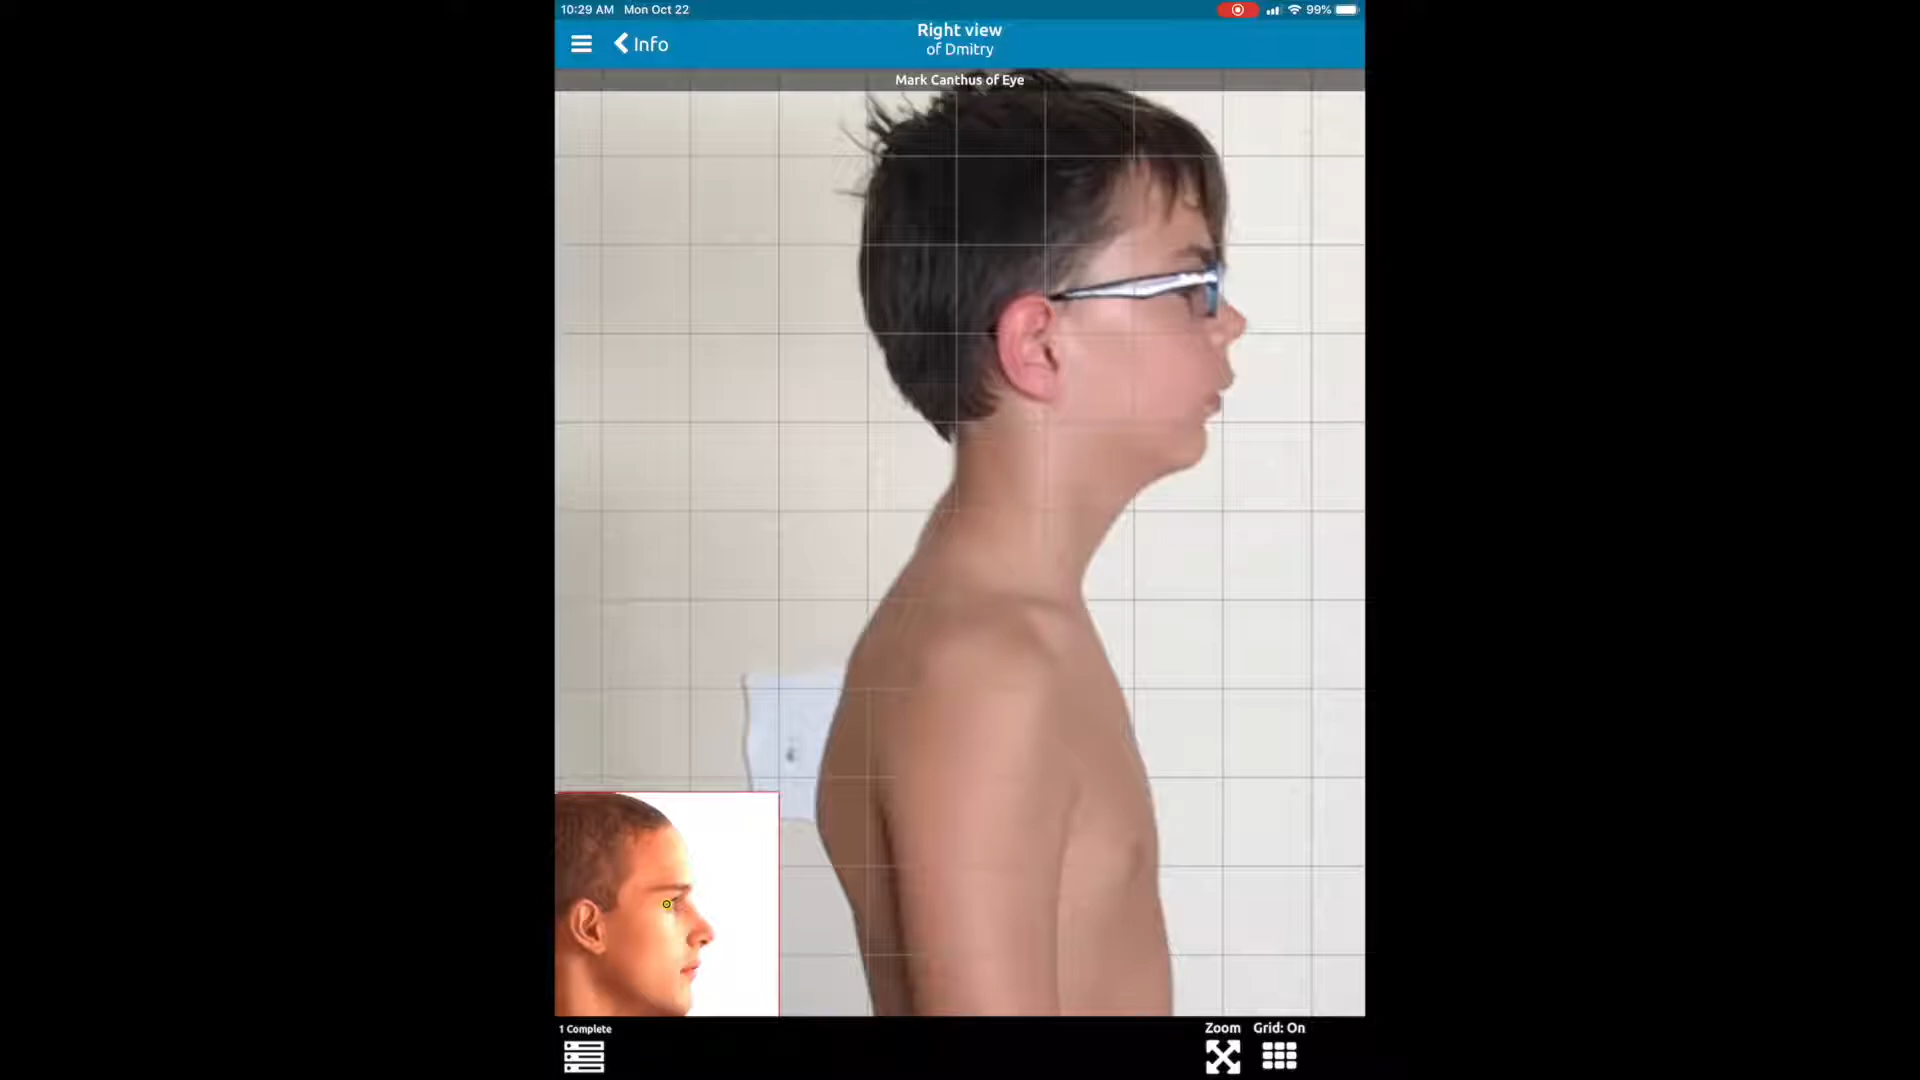 10:29 AM Mon Oct 22
99%
Info
Right view
of Dmitry
Mark Canthus of Eye
1 Complete
Zoom
Grid: On